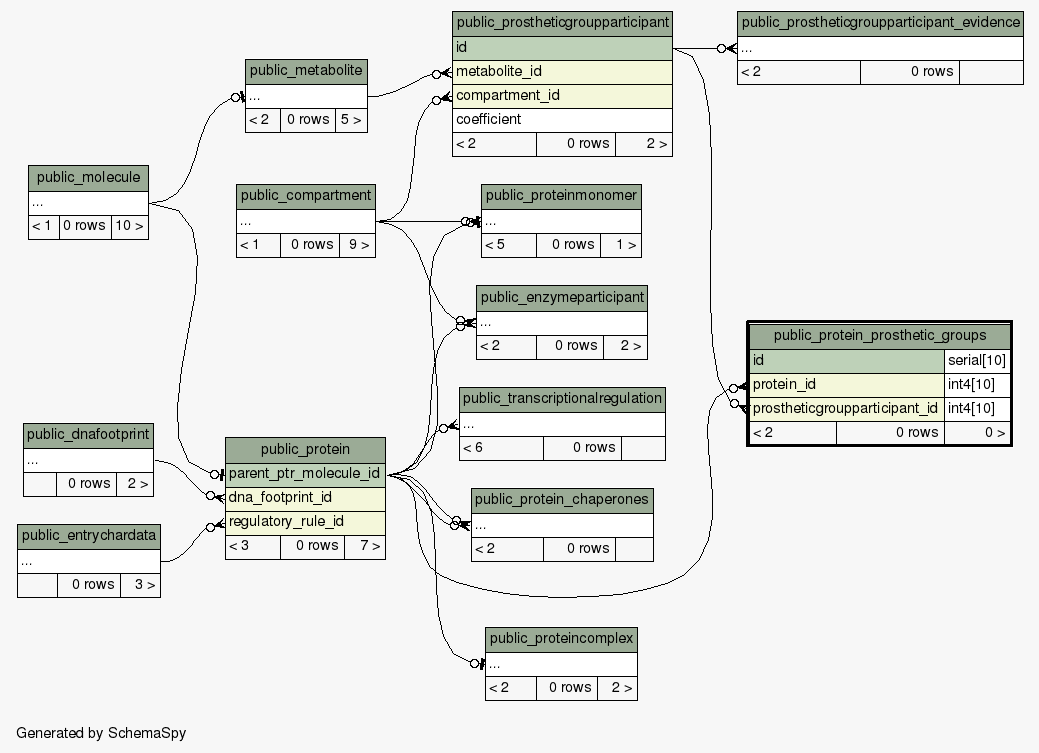 public_prostheticgroupparticipant
id
metabolite_id
compartment_id
coefficient
< 2 0 rows 2 >
public_prostheticgroupparticipant_evidence
...
< 2 0 rows
public_metabolite
...
< 2 0 rows 5 >
public_molecule
...
< 1 0 rows 10 >
public_compartment
...
< 1 0 rows 9 >
public_proteinmonomer
...
< 5 0 rows 1 >
public_enzymeparticipant
...
< 2 0 rows 2 >
public_protein_prosthetic_groups
id serial[10]
protein_id int4[10]
prostheticgroupparticipant_id int4[10]
< 2 0 rows 0 >
public_transcriptionalregulation
...
< 6 0 rows
public_dnafootprint
...
0 rows 2 >
public_protein
parent_ptr_molecule_id
dna_footprint_id
regulatory_rule_id
< 3 0 rows 7 >
public_protein_chaperones
...
< 2 0 rows
public_entrychardata
...
0 rows 3 >
public_proteincomplex
...
< 2 0 rows 2 >
Generated by SchemaSpy